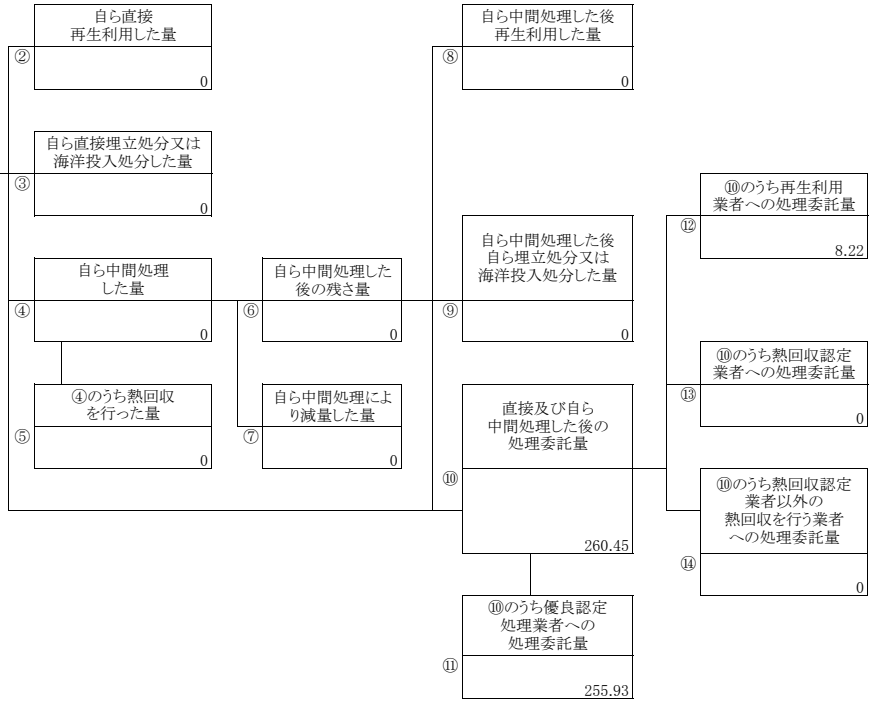 自ら直接
再生利用した量
②
0
自ら直接埋立処分又は
海洋投入処分した量
③
0
自ら中間処理
した量
④
0
④のうち熱回収
を行った量
⑤
0
自ら中間処理した
後の残さ量
⑥
0
自ら中間処理によ
り減量した量
⑦
0
自ら中間処理した後
再生利用した量
⑧
0
自ら中間処理した後
自ら埋立処分又は
海洋投入処分した量
⑨
0
直接及び自ら
中間処理した後の
処理委託量
⑩
260.45
⑩のうち優良認定
処理業者への
処理委託量
⑪
255.93
⑩のうち再生利用
業者への処理委託量
⑫
8.22
⑩のうち熱回収認定
業者への処理委託量
⑬
0
⑩のうち熱回収認定
業者以外の
熱回収を行う業者
への処理委託量
⑭
0